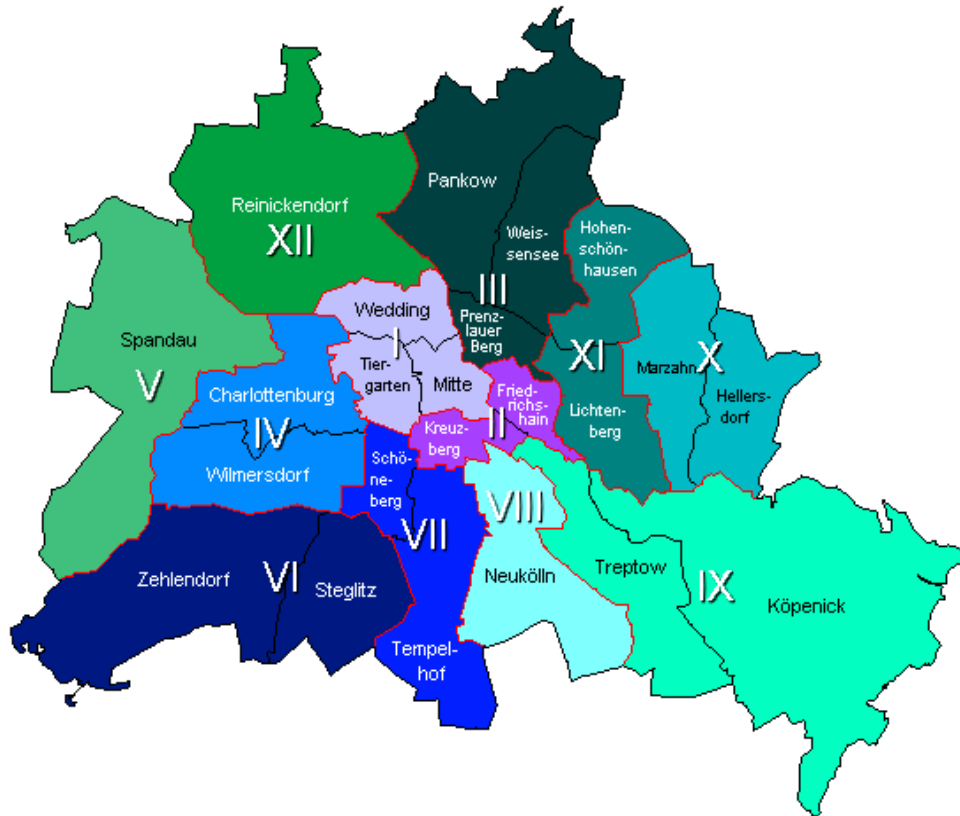 Pankow
Reinickendorf
XII
Weis-
sensee
Hohen-
schön-
hausen
III
Wedding
Prenz-
lauer
Berg
I
Spandau
V
Tier-
garten
Mitte
XI
Marzahn
X
Charlottenburg
IV
Friedrichs-
hain
II
Kreuz-
berg
Lichten-
berg
Hellers-
dorf
Wilmersdorf
Schö-
ne-
berg
VII
VIII
Zehlendorf
VI
Steglitz
Neukölln
Treptow
IX
Köpenick
Tempel-
hof